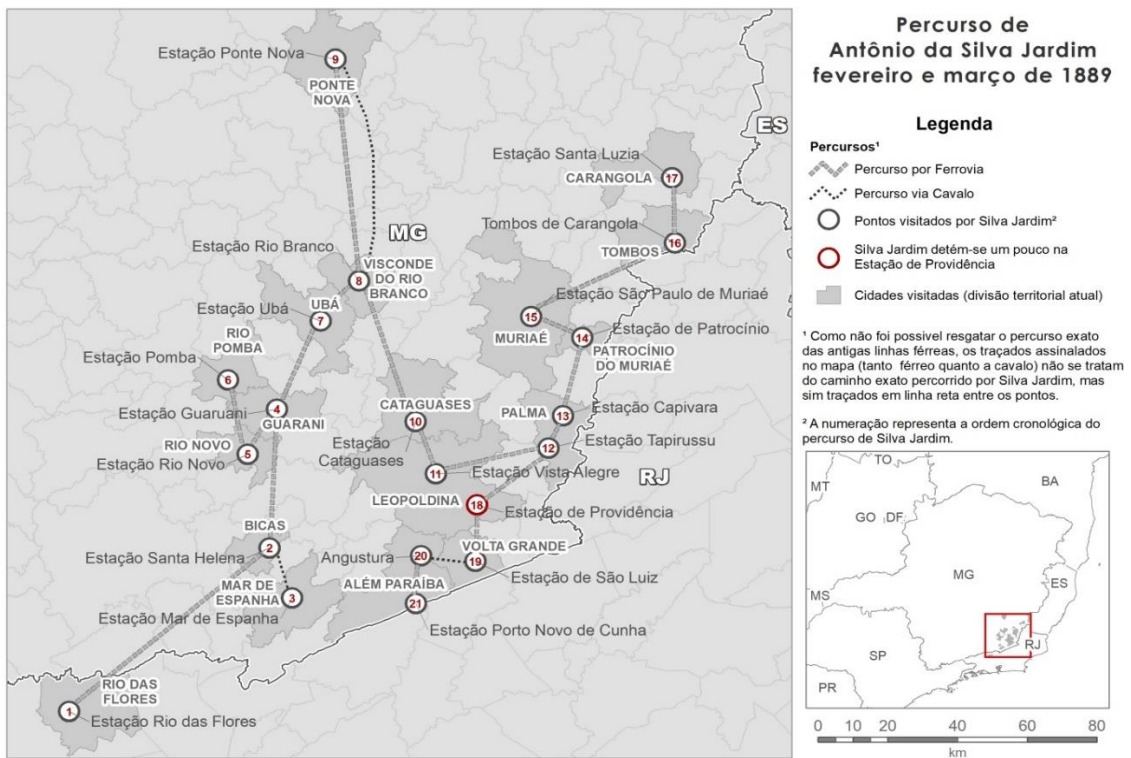 Percurso de
Antônio da Silva Jardim
fevereiro e março de 1889
Legenda
Percursos¹
Percurso por Ferrovia
Percurso via Cavalo
Pontos visitados por Silva Jardim²
Silva Jardim detém-se um pouco na
Estação de Providência
Cidades visitadas (divisão territorial atual)
¹ Como não foi possivel resgatar o percurso exato
das antigas linhas férreas, os traçados assinalados
no mapa (tanto férreo quanto a cavalo) não se tratam
do caminho exato percorrido por Silva Jardim, mas
sim traçados em linha reta entre os pontos.
² A numeração representa a ordem cronológica do
percurso de Silva Jardim.
Estação Ponte Nova
9
PONTE
NOVA
ES
Estação Santa Luzia
CARANGOLA
17
Tombos de Carangola
16
TOMBOS
MG
Estação Rio Branco
8
VISCONDE
DO RIO
BRANCO
Estação Ubá
UBÁ
7
Estação São Paulo de Muriaé
15
MURIAÉ
14
Estação de Patrocínio
PATROCÍNIO
DO MURIAÉ
RIO
POMBA
Estação Pomba
6
Estação Guaruani
4
GUARANI
RIO NOVO
5
Estação Rio Novo
CATAGUASES
10
Estação
Cataguases
PALMA
13
Estação Capivara
12
Estação Tapirussu
11
Estação Vista Alegre
RJ
LEOPOLDINA
18
Estação de Providência
BICAS
Estação Santa Helena
2
MAR DE
ESPANHA
3
Estação Mar de Espanha
Angustura
20
VOLTA GRANDE
19
Estação de São Luiz
ALÉM PARAÍBA
21
Estação Porto Novo de Cunha
RIO DAS
FLORES
1
Estação Rio das Flores
TO
MT
BA
GO
DF
MG
ES
MS
SP
RJ
PR
0 20 40 60 80
km